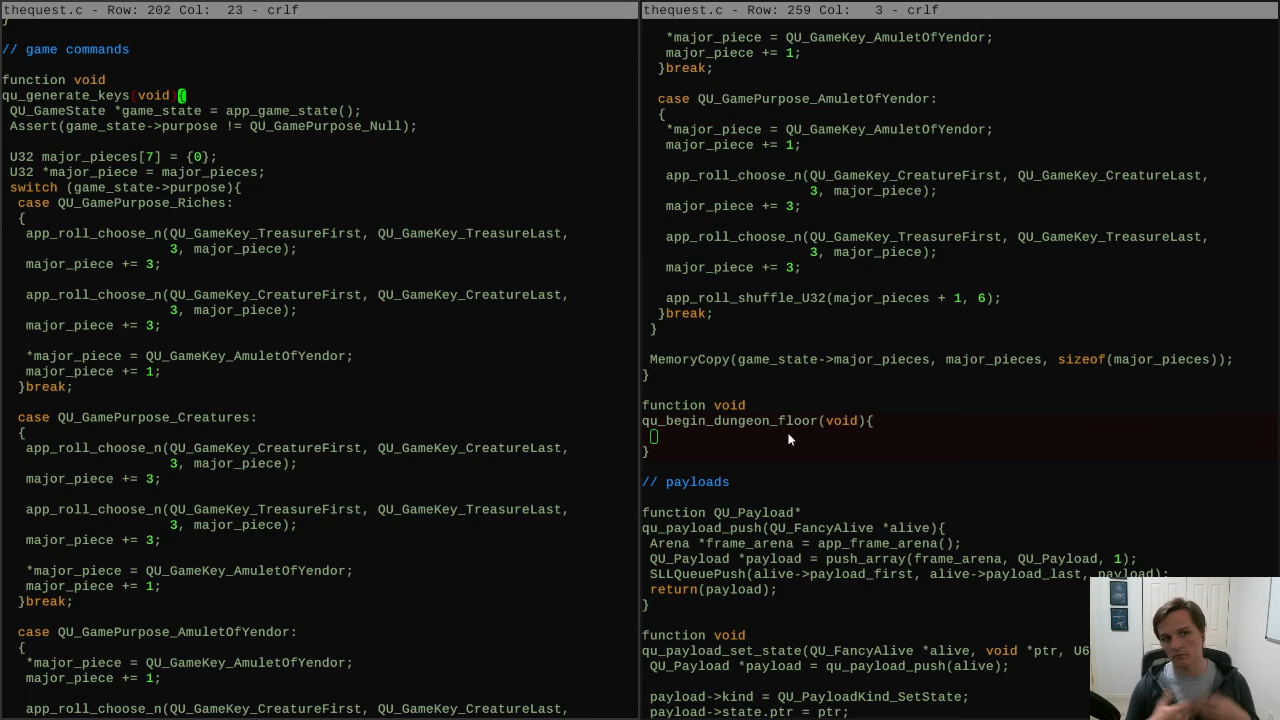 thequest.c - Row: 202 Col:  23 - crlf
}
// game commands
function void
qu_generate_keys(void){
QU_GameState *game_state = app_game_state();
Assert(game_state->purpose != QU_GamePurpose_Null);
U32 major_pieces[7] = {0};
U32 *major_piece = major_pieces;
switch (game_state->purpose){
case QU_GamePurpose_Riches:
{
app_roll_choose_n(QU_GameKey_TreasureFirst, QU_GameKey_TreasureLast,
3, major_piece);
major_piece += 3;
app_roll_choose_n(QU_GameKey_CreatureFirst, QU_GameKey_CreatureLast,
3, major_piece);
major_piece += 3;
*major_piece = QU_GameKey_AmuletOfYendor;
major_piece += 1;
}break;
case QU_GamePurpose_Creatures:
{
app_roll_choose_n(QU_GameKey_CreatureFirst, QU_GameKey_CreatureLast,
3, major_piece);
major_piece += 3;
app_roll_choose_n(QU_GameKey_TreasureFirst, QU_GameKey_TreasureLast,
3, major_piece);
major_piece += 3;
*major_piece = QU_GameKey_AmuletOfYendor;
major_piece += 1;
}break;
case QU_GamePurpose_AmuletOfYendor:
{
*major_piece = QU_GameKey_AmuletOfYendor;
major_piece += 1;
app_roll_choose_n(QU_GameKey_CreatureFirst, QU_GameKey_CreatureLast,
thequest.c - Row: 259 Col:   3 - crlf
*major_piece = QU_GameKey_AmuletOfYendor;
major_piece += 1;
}break;
case QU_GamePurpose_AmuletOfYendor:
{
*major_piece = QU_GameKey_AmuletOfYendor;
major_piece += 1;
app_roll_choose_n(QU_GameKey_CreatureFirst, QU_GameKey_CreatureLast,
3, major_piece);
major_piece += 3;
app_roll_choose_n(QU_GameKey_TreasureFirst, QU_GameKey_TreasureLast,
3, major_piece);
major_piece += 3;
app_roll_shuffle_U32(major_pieces + 1, 6);
}break;
}
MemoryCopy(game_state->major_pieces, major_pieces, sizeof(major_pieces));
}
function void
qu_begin_dungeon_floor(void){
}
// payloads
function QU_Payload*
qu_payload_push(QU_FancyAlive *alive){
Arena *frame_arena = app_frame_arena();
QU_Payload *payload = push_array(frame_arena, QU_Payload, 1);
SLLQueuePush(alive->payload_first, alive->payload_last, payload);
return(payload);
}
function void
qu_payload_set_state(QU_FancyAlive *alive, void *ptr, U6
QU_Payload *payload = qu_payload_push(alive);
payload->kind = QU_PayloadKind_SetState;
payload->state.ptr = ptr;